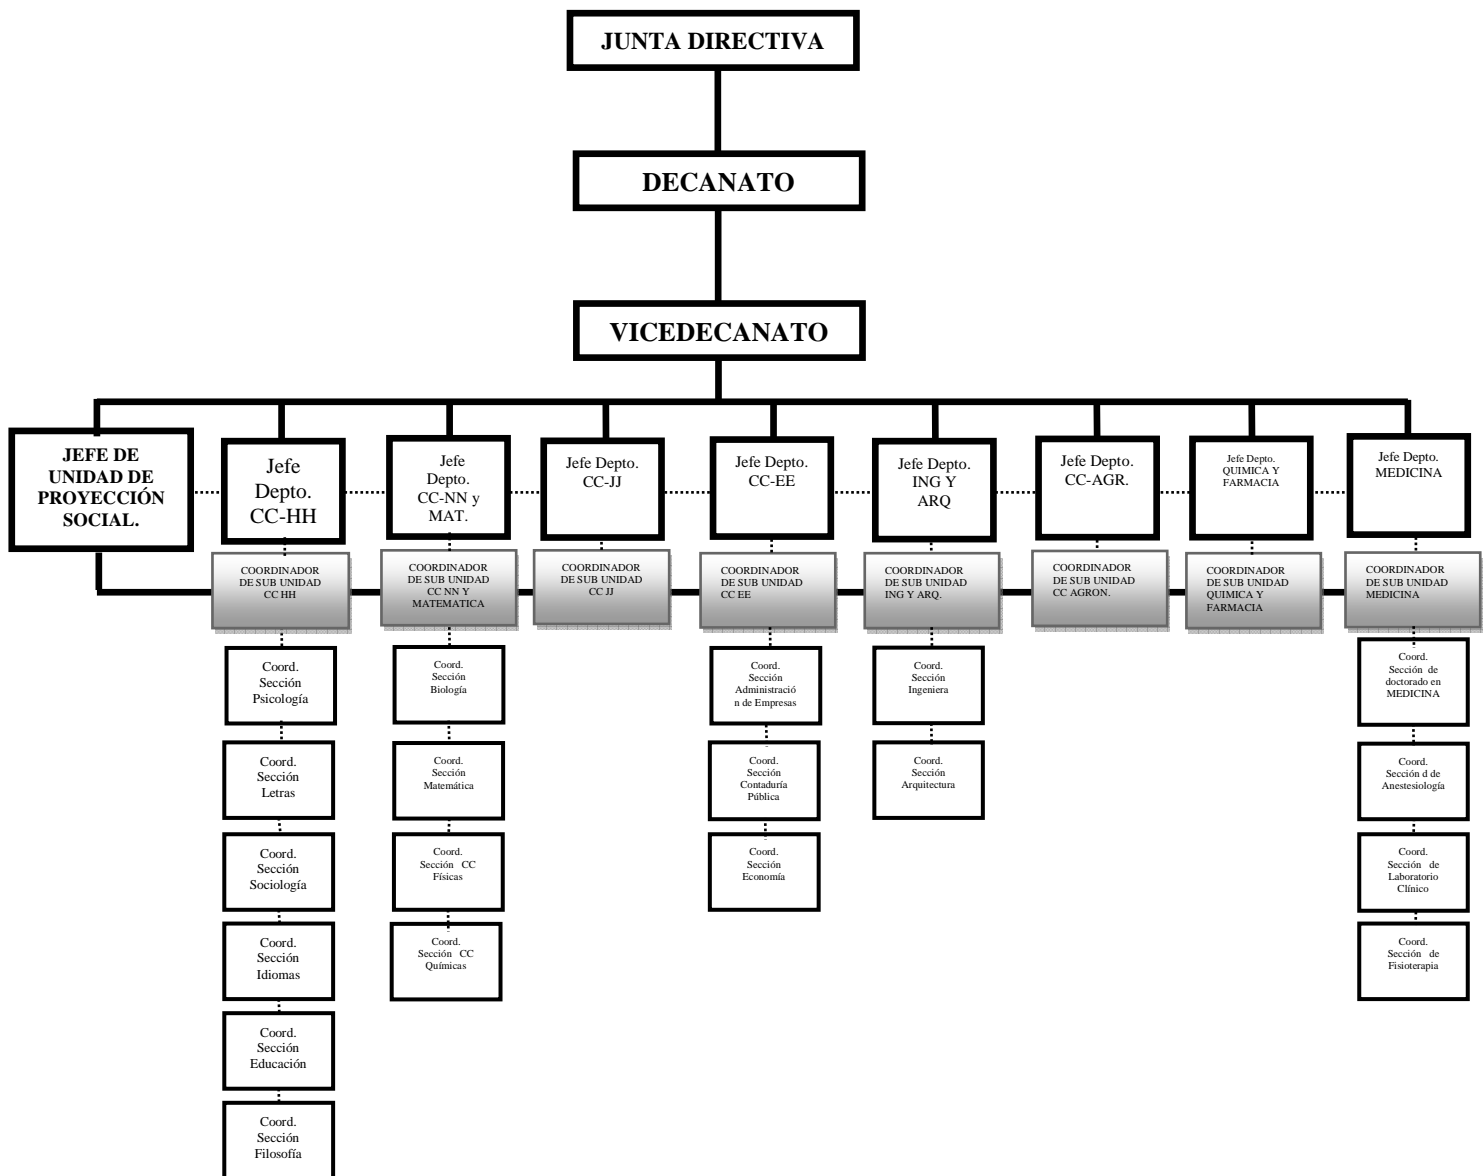 JUNTA DIRECTIVA
DECANATO
VICEDECANATO
JEFE DE
UNIDAD DE
PROYECCIÓN
SOCIAL.
Jefe
Depto.
CC-HH
Jefe
Depto.
CC-NN y
MAT.
Jefe Depto.
CC-JJ
Jefe Depto.
CC-EE
Jefe Depto.
ING Y
ARQ
Jefe Depto.
CC-AGR.
Jefe Depto.
QUIMICA Y
FARMACIA
Jefe Depto.
MEDICINA
COORDINADOR
DE SUB UNIDAD
CC HH
COORDINADOR
DE SUB UNIDAD
CC NN Y
MATEMATICA
COORDINADOR
DE SUB UNIDAD
CC JJ
COORDINADOR
DE SUB UNIDAD
CC EE
COORDINADOR
DE SUB UNIDAD
ING Y ARQ.
COORDINADOR
DE SUB UNIDAD
CC AGRON.
COORDINADOR
DE SUB UNIDAD
QUIMICA Y
FARMACIA
COORDINADOR
DE SUB UNIDAD
MEDICINA
Coord.
Sección
Psicología
Coord.
Sección
Letras
Coord.
Sección
Sociología
Coord.
Sección
Idiomas
Coord.
Sección
Educación
Coord.
Sección
Filosofía
Coord.
Sección
Biología
Coord.
Sección
Matemática
Coord.
Sección CC
Físicas
Coord.
Sección CC
Químicas
Coord.
Sección
Administració
n de Empresas
Coord.
Sección
Contaduría
Pública
Coord.
Sección
Economía
Coord.
Sección
Ingeniera
Coord.
Sección
Arquitectura
Coord.
Sección de
doctorado en
MEDICINA
Coord.
Sección d de
Anestesiología
Coord.
Sección de
Laboratorio
Clínico
Coord.
Sección de
Fisioterapia